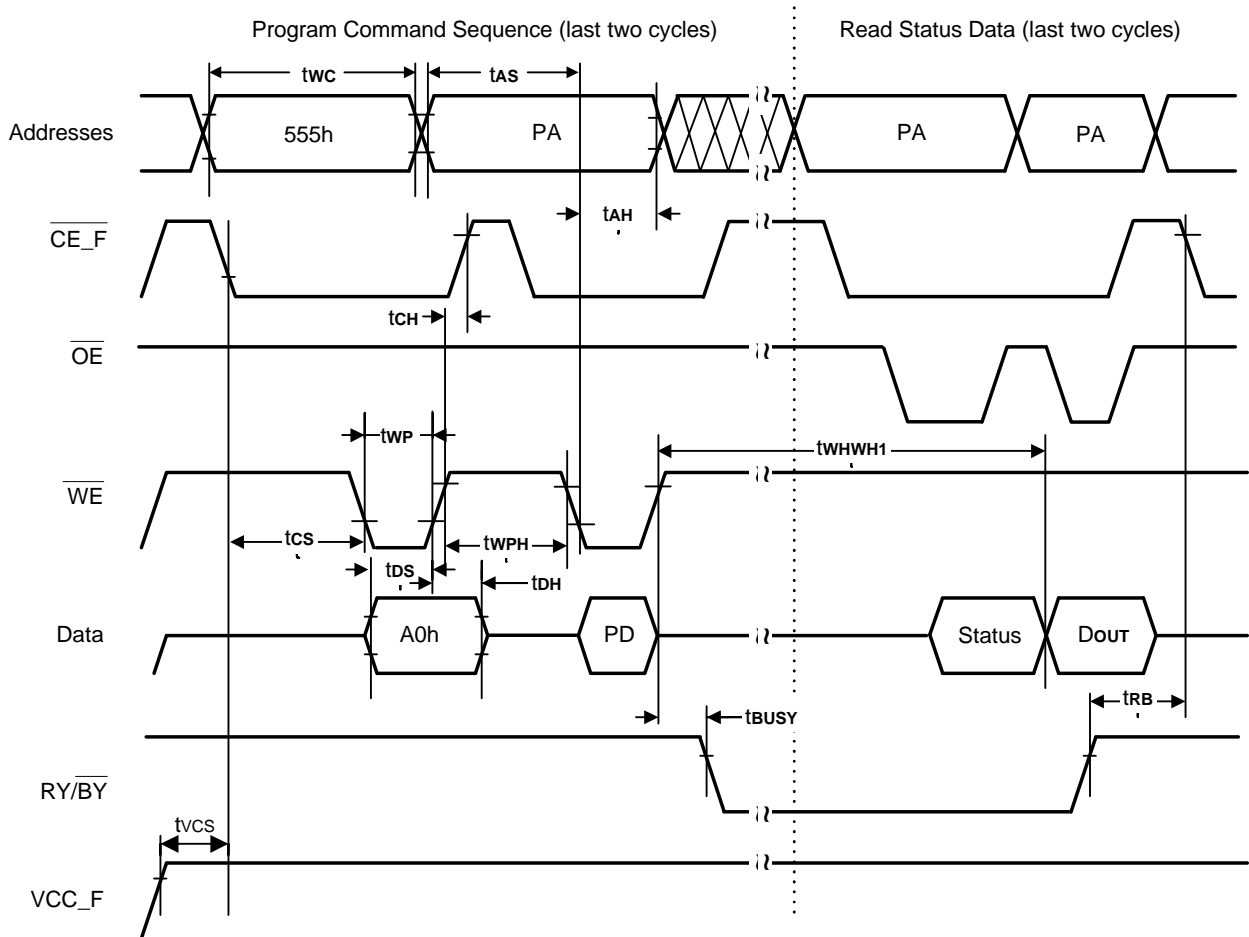 Program Command Sequence (last two cycles)
Read Status Data (last two cycles)
tWC
tAS
Addresses
555h
PA
PA
PA
tAH
CE_F
tCH
OE
tWP
tWHWH1
WE
tCS
tWPH
tDS
tDH
Data
A0h
PD
Status
DOUT
tRB
tBUSY
RY/BY
tVCS
VCC_F